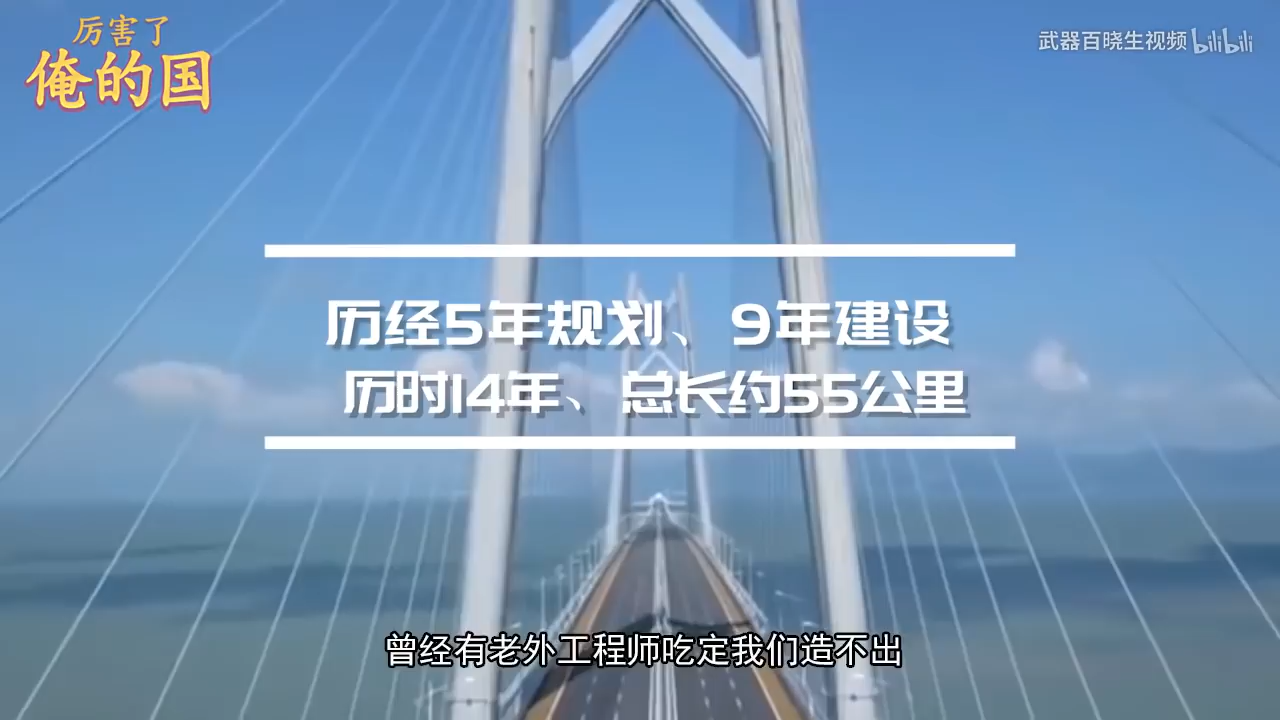 厉害了
俺的国
武器百晓生视频 bilibili
历经5年规划、9年建设
历时14年、总长约55公里
曾经有老外工程师吃定我们造不出